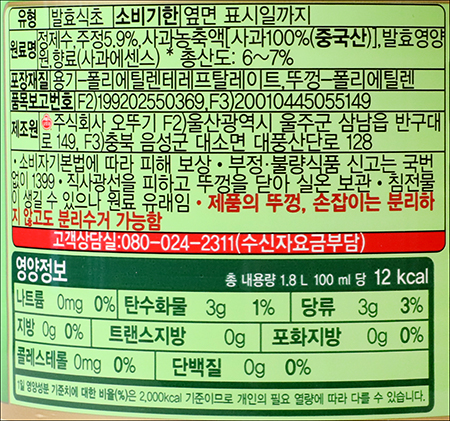 유형 발효식초 소비기한 옆면 표시일까지
원료명 정제수,주정5.9%,사과농축액[사과100%(중국산)],발효영양
원,향료(사과에센스) * 총산도: 6~7%
포장재질 용기-폴리에틸렌테레프탈레이트,뚜껑-폴리에틸렌
품목보고번호 F2)199202550369,F3)20010445055149
제조원 주식회사 오뚜기 F2)울산광역시 울주군 삼남읍 반구대
로 149, F3)충북 음성군 대소면 대풍산단로 128
•소비자기본법에 따라 피해 보상•부정·불량식품 신고는 국번
없이 1399•직사광선을 피하고 뚜껑을 닫아 실온 보관•침전물
이 생길 수 있으나 원료 유래임•제품의 뚜껑, 손잡이는 분리하
지 않고도 분리수거 가능함
고객상담실:080-024-2311(수신자요금부담)
영양정보 총 내용량 1.8 L 100 ml 당 12 kcal
나트륨 0mg 0% 탄수화물 3g 1% 당류 3g 3%
지방 0g 0% 트랜스지방 0g 포화지방 0g 0%
콜레스테롤 0mg 0% 단백질 0g 0%
1일 영양성분 기준치에 대한 비율(%)은 2,000kcal 기준이므로 개인의 필요 열량에 따라 다를 수 있습니다.